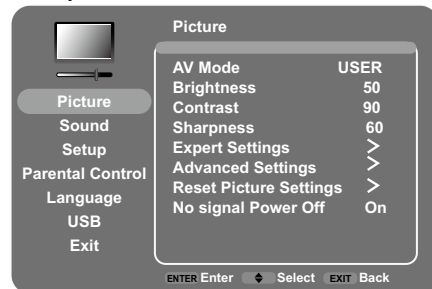 Picture
Sound
Setup
Parental Control
Language
USB
Exit
Picture
AV Mode USER
Brightness 50
Contrast 90
Sharpness 60
Expert Settings >
Advanced Settings >
Reset Picture Settings >
No signal Power Off On
ENTER Enter Select EXIT Back